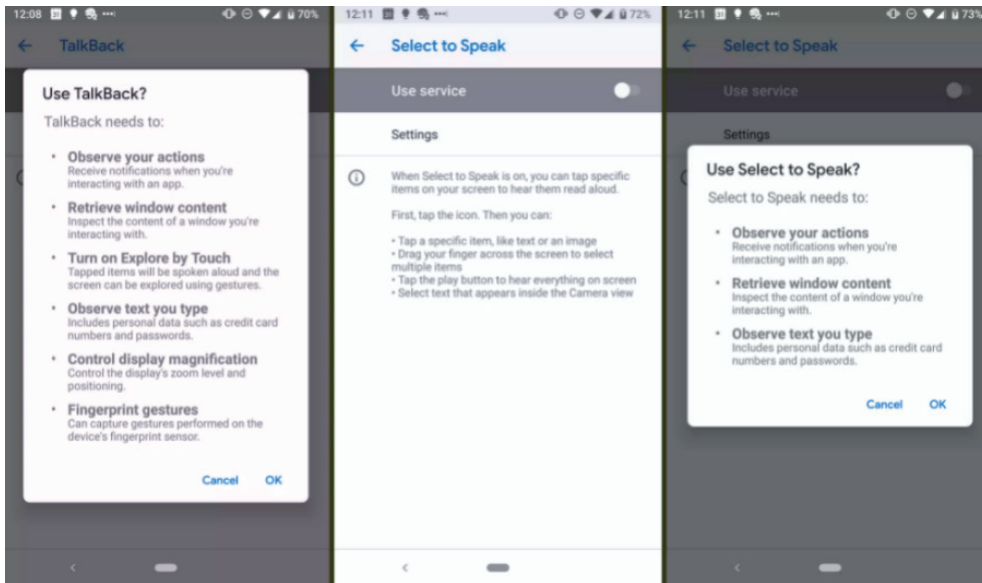 12:08 70%
TalkBack
Use TalkBack?
TalkBack needs to:
• Observe your actions
Receive notifications when you're
interacting with an app.
• Retrieve window content
Inspect the content of a window you're
interacting with.
• Turn on Explore by Touch
Tapped items will be spoken aloud and the
screen can be explored using gestures.
• Observe text you type
Includes personal data such as credit card
numbers and passwords.
• Control display magnification
Control the display's zoom level and
positioning.
• Fingerprint gestures
Can capture gestures performed on the
device's fingerprint sensor.
Cancel OK
12:11 72%
Select to Speak
Use service
Settings
When Select to Speak is on, you can tap specific
items on your screen to hear them read aloud.
First, tap the icon. Then you can:
• Tap a specific item, like text or an image
• Drag your finger across the screen to select
multiple items
• Tap the play button to hear everything on screen
• Select text that appears inside the Camera view
12:11 73%
Select to Speak
Use service
Settings
Use Select to Speak?
Select to Speak needs to:
• Observe your actions
Receive notifications when you're
interacting with an app.
• Retrieve window content
Inspect the content of a window you're
interacting with.
• Observe text you type
Includes personal data such as credit card
numbers and passwords.
Cancel OK